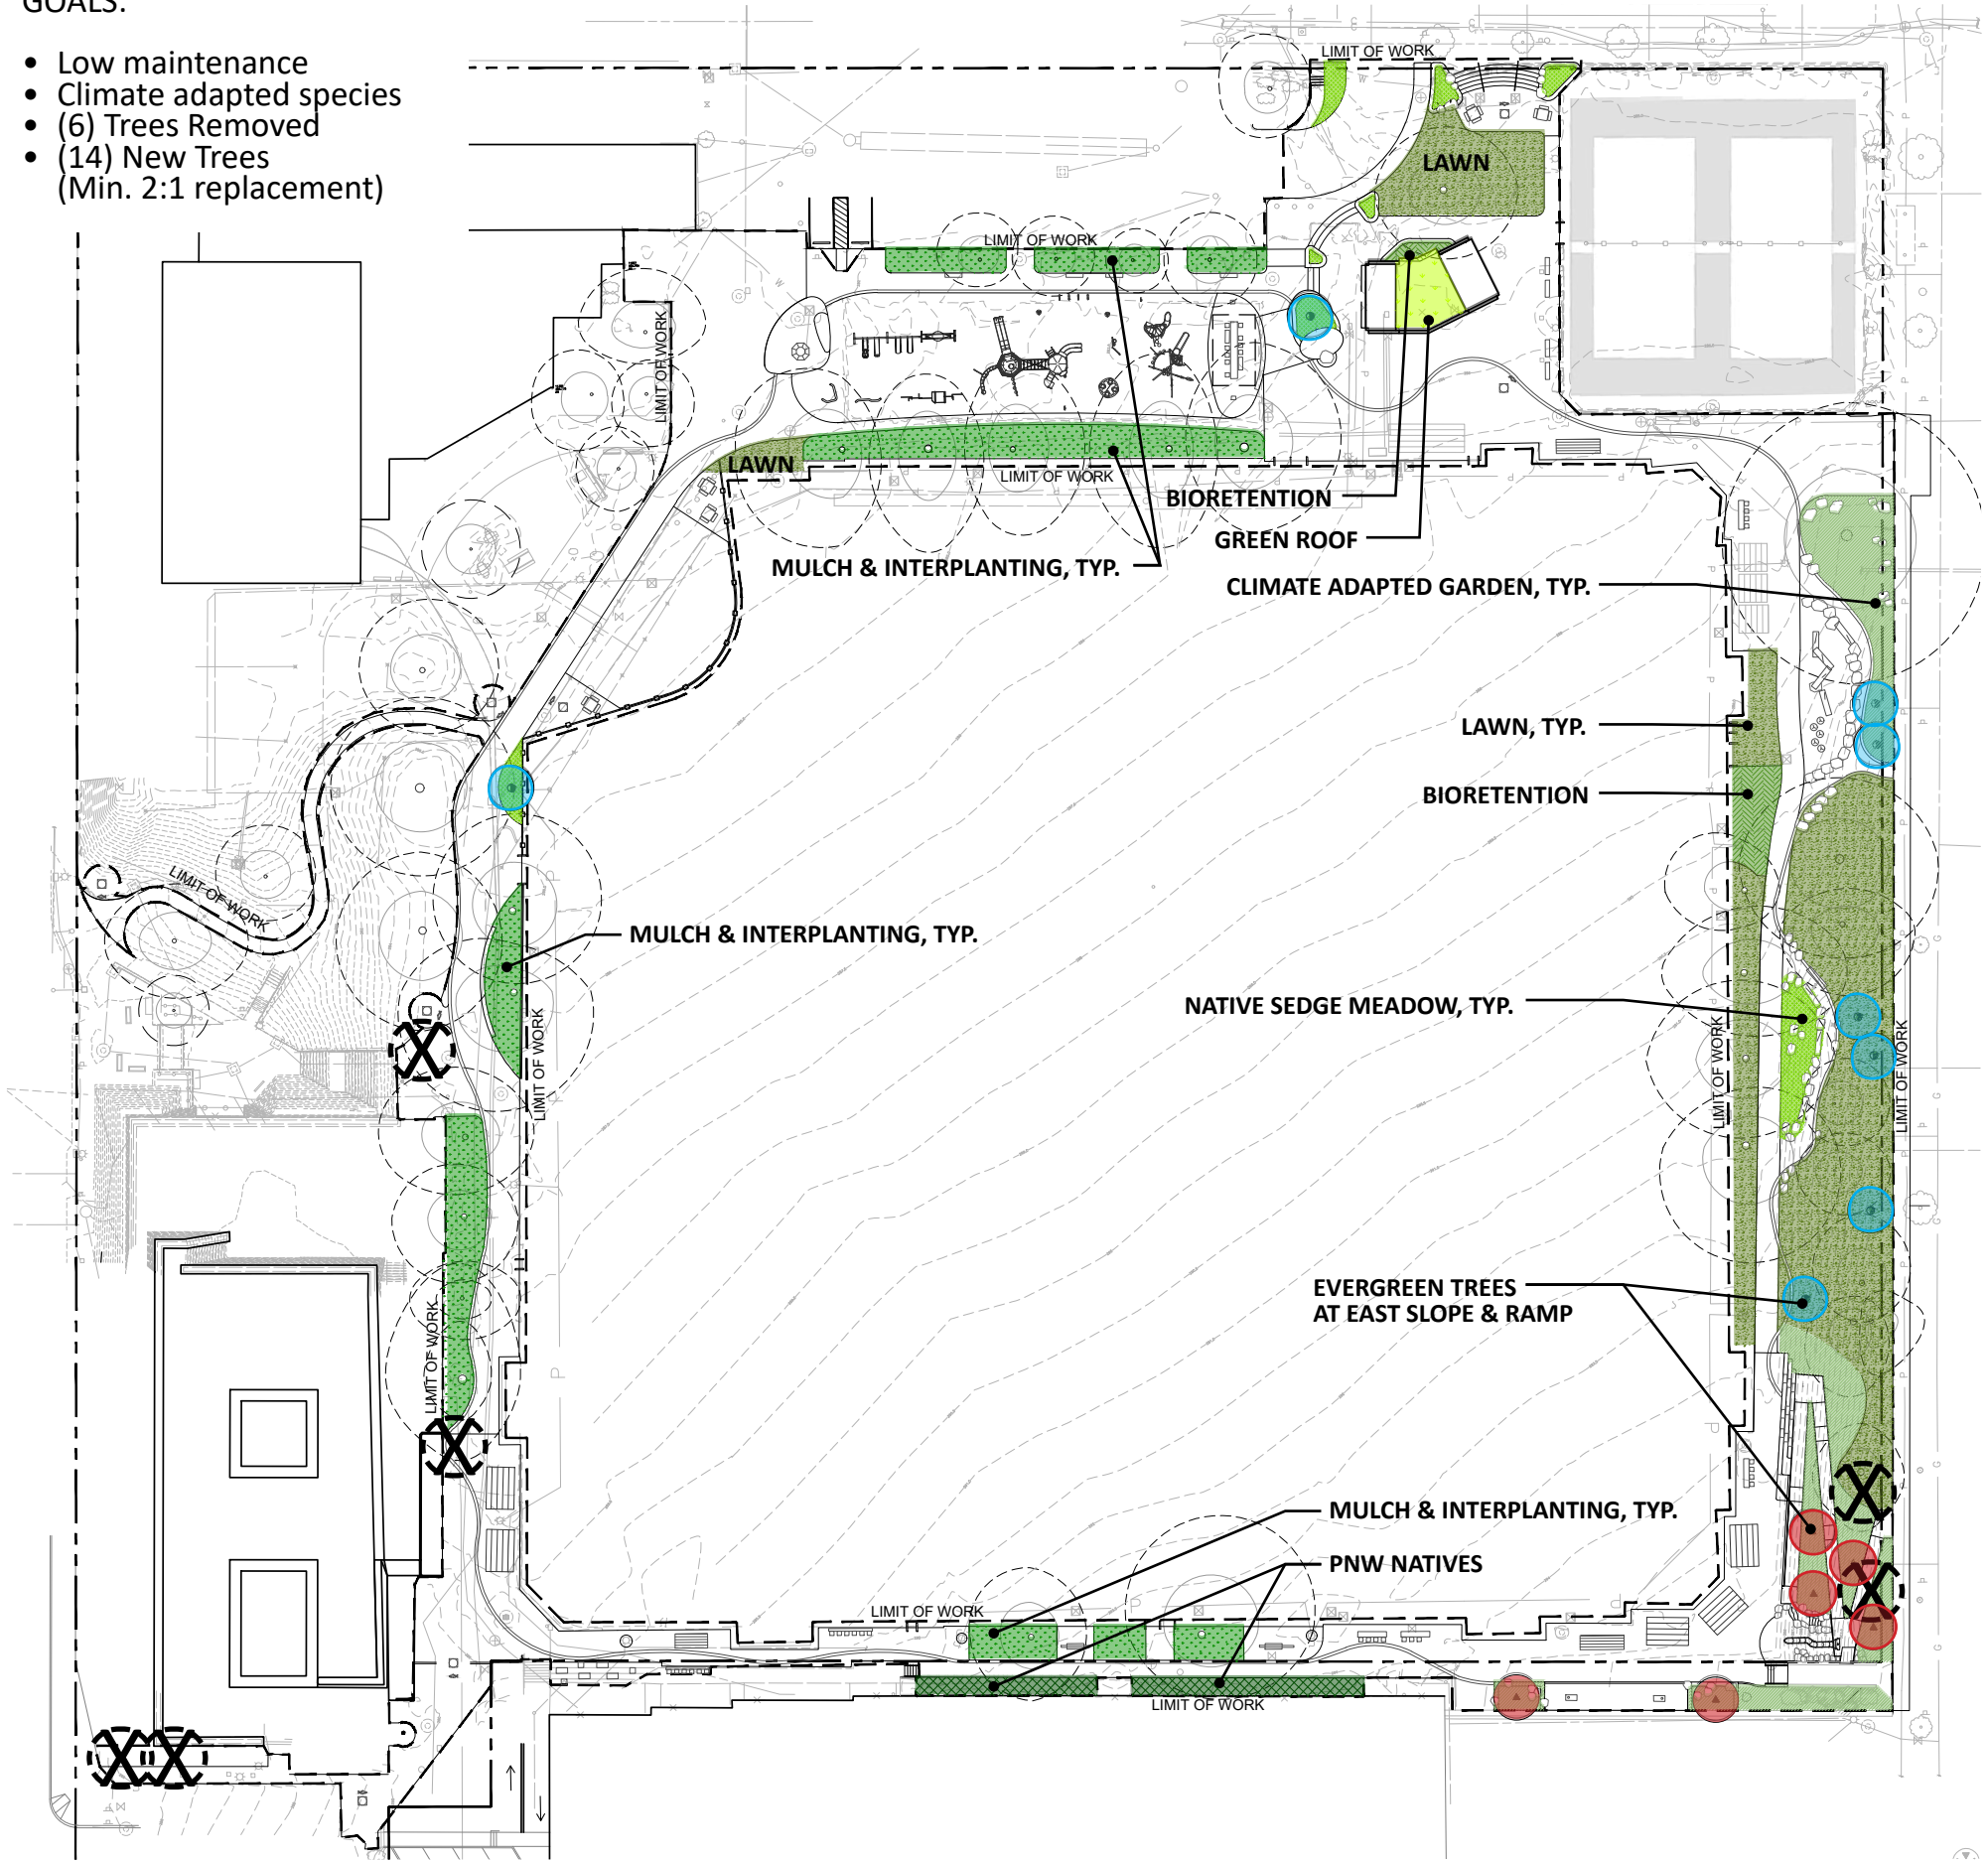 GOALS:
• Low maintenance
• Climate adapted species
• (6) Trees Removed
• (14) New Trees
(Min. 2:1 replacement)
LIMIT OF WORK
LAWN
LIMIT OF WORK
LIMIT OF WORK
LAWN
LIMIT OF WORK
BIORETENTION
GREEN ROOF
MULCH & INTERPLANTING, TYP.
CLIMATE ADAPTED GARDEN, TYP.
LAWN, TYP.
BIORETENTION
LIMIT OF WORK
MULCH & INTERPLANTING, TYP.
NATIVE SEDGE MEADOW, TYP.
LIMIT OF WORK
LIMIT OF WORK
LIMIT OF WORK
EVERGREEN TREES
AT EAST SLOPE & RAMP
LIMIT OF WORK
MULCH & INTERPLANTING, TYP.
PNW NATIVES
LIMIT OF WORK
LIMIT OF WORK